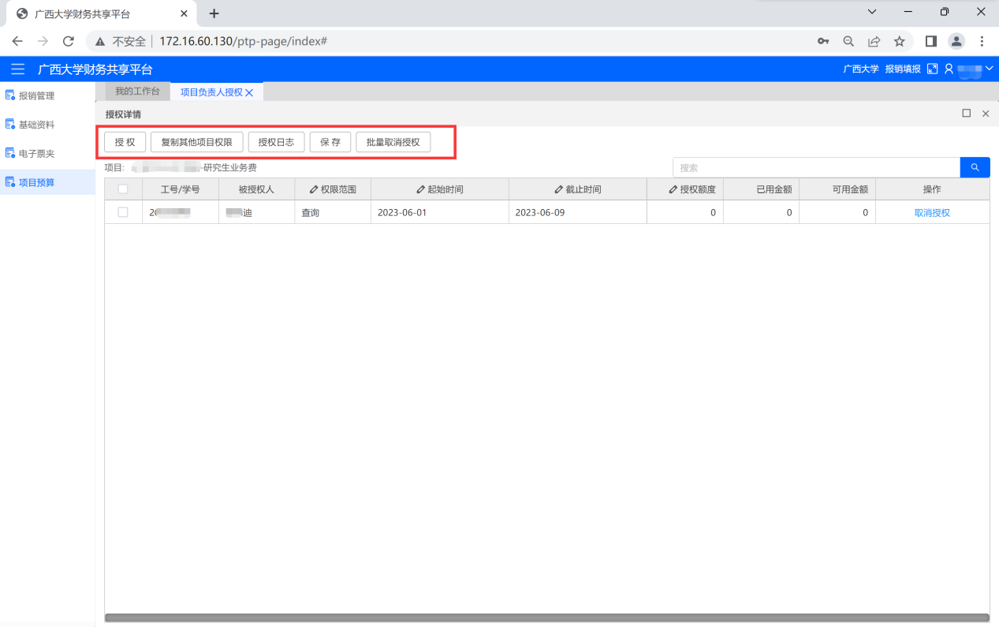 广西大学财务共享平台
不安全 172.16.60.130/ptp-page/index#
广西大学财务共享平台 广西大学 报销填报
报销管理
基础资料
电子票夹
项目预算
我的工作台 项目负责人授权
授权详情
授 权 复制其他项目权限 授权日志 保 存 批量取消授权
项目: -研究生业务费 搜索
工号/学号 被授权人 权限范围 起始时间 截止时间 授权额度 已用金额 可用金额 操作
2 迪 查询 2023-06-01 2023-06-09 0 0 0 取消授权